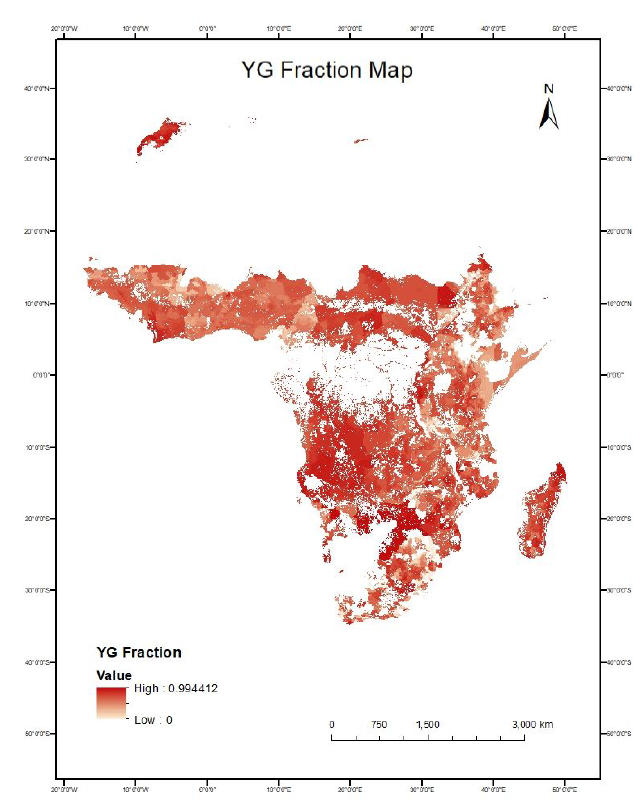 20°0'0"W 10°0'0"W 0°0'0" 10°0'0"E 20°0'0"E 30°0'0"E 40°0'0"E 50°0'0"E
YG Fraction Map
N
40°0'0"N 40°0'0"N
30°0'0"N 30°0'0"N
20°0'0"N 20°0'0"N
10°0'0"N 10°0'0"N
0°0'0" 0°0'0"
10°0'0"S 10°0'0"S
20°0'0"S 20°0'0"S
30°0'0"S 30°0'0"S
YG Fraction
40°0'0"S 40°0'0"S
Value
High : 0.994412
Low : 0
0 750 1,500 3,000 km
50°0'0"S 50°0'0"S
20°0'0"W 10°0'0"W 0°0'0" 10°0'0"E 20°0'0"E 30°0'0"E 40°0'0"E 50°0'0"E